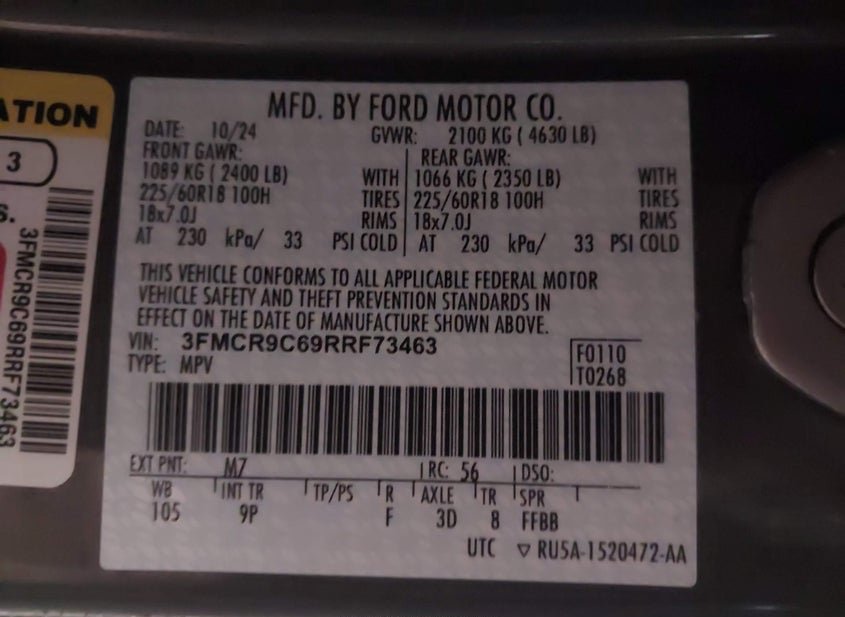 ATION
3
S.
3FMCR9C69RRF73463
MFD. BY FORD MOTOR CO.
DATE: 10/24 GVWR: 2100 KG ( 4630 LB)
FRONT GAWR: REAR GAWR:
1089 KG ( 2400 LB) WITH 1066 KG ( 2350 LB) WITH
225/60R18 100H TIRES 225/60R18 100H TIRES
18x7.0J RIMS 18x7.0J RIMS
AT 230 kPa/ 33 PSI COLD AT 230 kPa/ 33 PSI COLD
THIS VEHICLE CONFORMS TO ALL APPLICABLE FEDERAL MOTOR
VEHICLE SAFETY AND THEFT PREVENTION STANDARDS IN
EFFECT ON THE DATE OF MANUFACTURE SHOWN ABOVE.
VIN: 3FMCR9C69RRF73463
F0110
TYPE: MPV
T0268
EXT PNT: M7 RC: 56 DSO:
WB INT TR TP/PS R AXLE TR SPR
105 9P F 3D 8 FFBB
UTC ▽ RU5A-1520472-AA